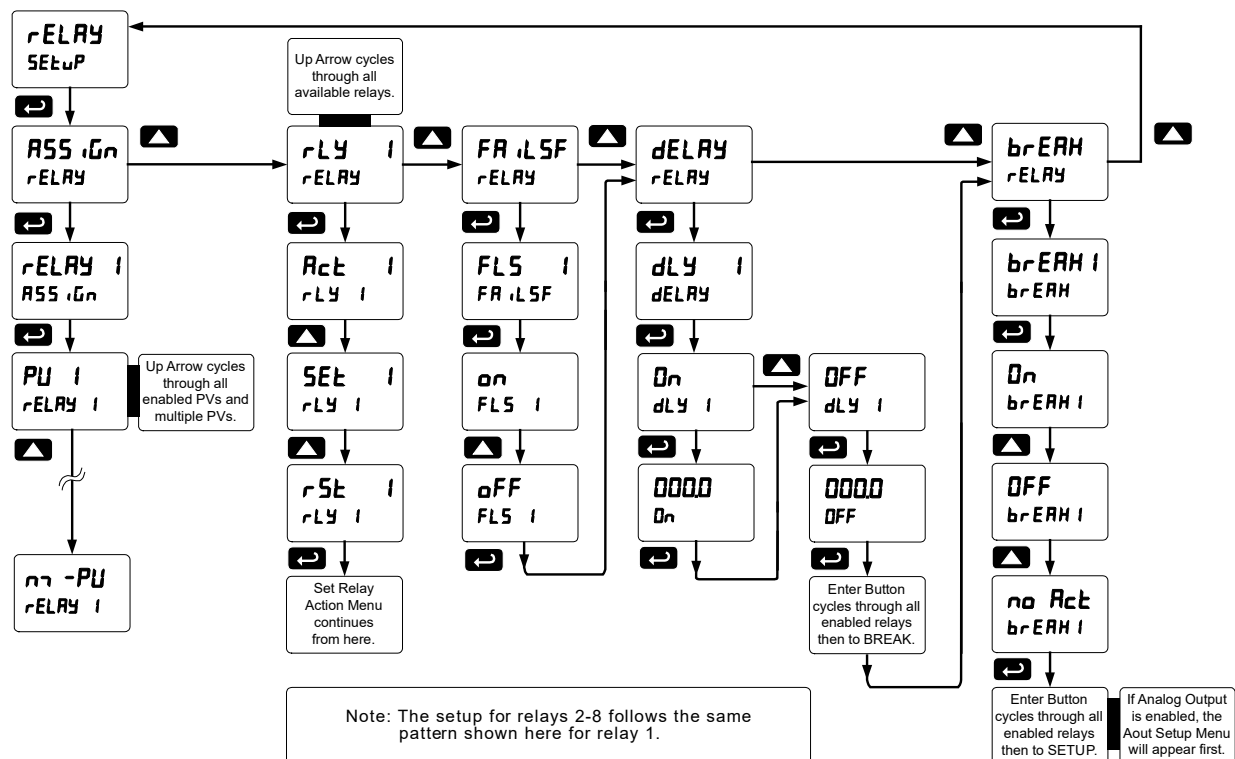 rELAY
SEtuP
ASSiGn
rELAY
rELAY 1
ASSiGn
PV 1
rELAY 1
Up Arrow cycles
through all
enabled PVs and
multiple PVs.
m -PV
rELAY 1
Up Arrow cycles
through all
available relays.
rLY 1
rELAY
Act 1
rLY 1
SEt 1
rLY 1
rSt 1
rLY 1
Set Relay
Action Menu
continues
from here.
FAiLSF
rELAY
FLS 1
FAiLSF
on
FLS 1
oFF
FLS 1
dELAY
rELAY
dLY 1
dELAY
On
dLY 1
000.0
On
OFF
dLY 1
000.0
OFF
Enter Button
cycles through all
enabled relays
then to BREAK.
brEAK
rELAY
brEAK 1
brEAK
On
brEAK 1
OFF
brEAK 1
no Act
brEAK 1
Enter Button
cycles through all
enabled relays
then to SETUP.
If Analog Output
is enabled, the
Aout Setup Menu
will appear first.
Note: The setup for relays 2-8 follows the same
pattern shown here for relay 1.